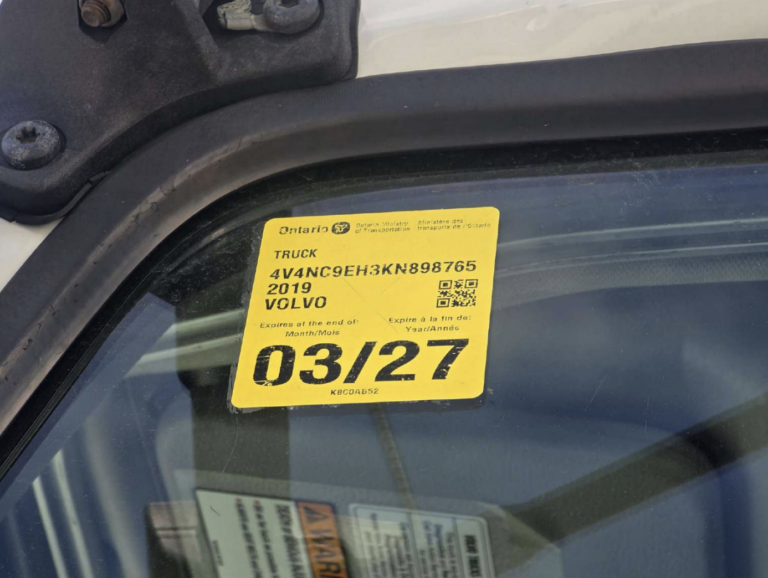 Ontario Ontario Ministry of Transportation Ministère des transports de l'Ontario
TRUCK
4V4NC9EH3KN898765
2019
VOLVO
Expires at the end of: Expire à la fin de:
Month/Mois Year/Année
03/27
WARN